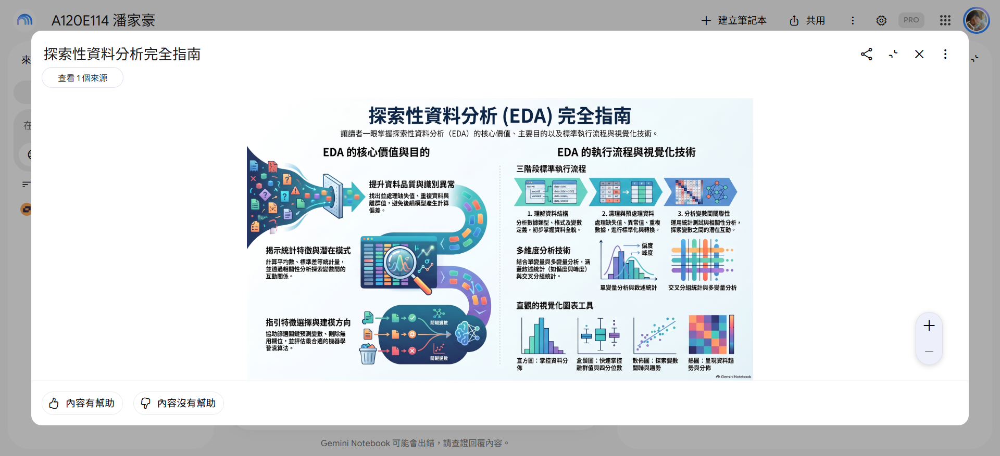 A120E114 潘家豪
建立筆記本
共用
PRO
來
在
探索性資料分析完全指南
查看 1 個來源
探索性資料分析 (EDA) 完全指南
讓讀者一眼掌握探索性資料分析（EDA）的核心價值、主要目的以及標準執行流程與視覺化技術。
EDA 的核心價值與目的
提升資料品質與識別異常
找出並處理缺失值、重複資料與
離群值，避免後續模型產生計算
偏差。
揭示統計特徵與潛在模式
計算平均數、標準差等統計量，
並透過相關性分析探索變數間的
互動關係。
μ
σ
指引特徵選擇與建模方向
協助篩選關鍵預測變數、剔除無
用欄位，並評估最合適的機器學
習演算法。
關鍵變數
關鍵變數
EDA 的執行流程與視覺化技術
三階段標準執行流程
1. 理解資料結構
分析數據類型、格式及變數
定義，初步掌握資料全貌。
2. 清理與預處理資料
處理缺失值、異常值、重複
數據，進行標準化與轉換。
3. 分析變數間關聯性
運用統計測試與相關性分析，
探索變數之間的潛在互動。
多維度分析技術
結合單變量與多變量分析，涵
蓋敘述統計（如偏度與峰度）
與交叉分組統計。
偏度
峰度
單變量分析與敘述統計
交叉分組統計與多變量分析
直觀的視覺化圖表工具
直方圖：掌控資料分
佈
盒鬚圖：快速掌控
離群值與四分位數
散佈圖：探索變數
關聯與趨勢
熱圖：呈現資料趨
勢與分佈
Gemini Notebook
內容有幫助
內容沒有幫助
Gemini Notebook 可能會出錯，請查證回覆內容。